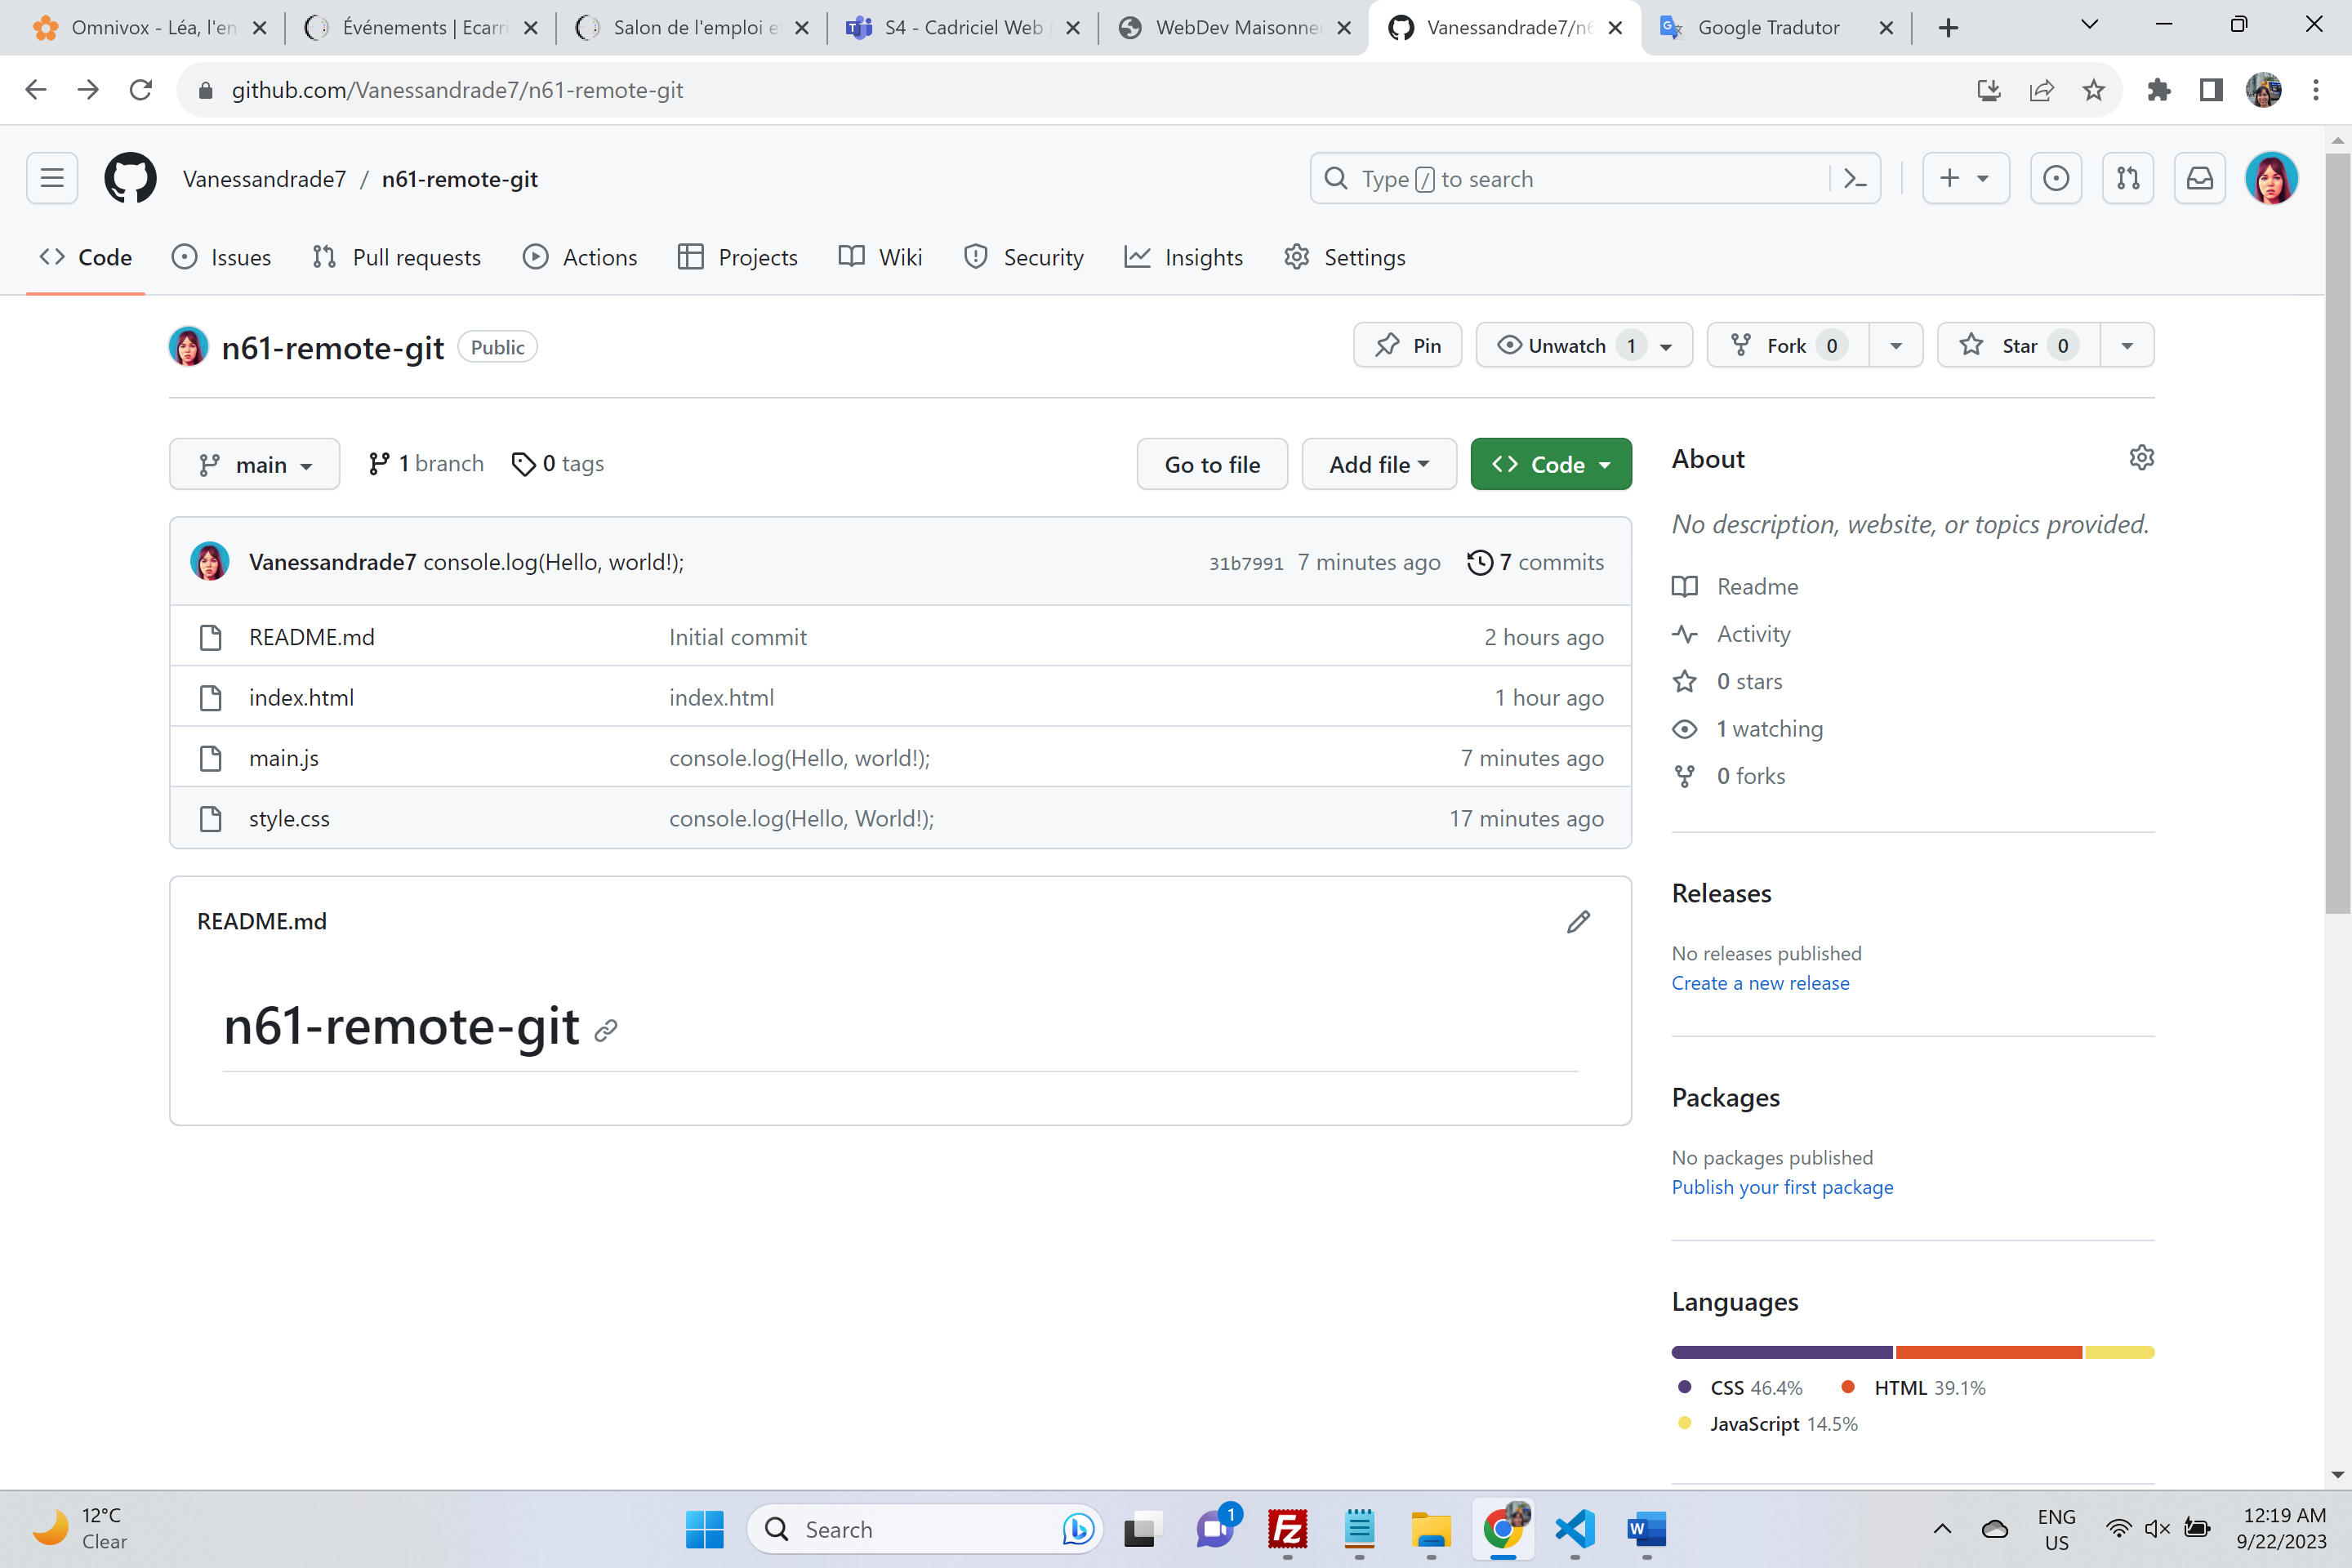 Omnivox - Léa, l'en
Événements | Ecarri
Salon de l'emploi e
S4 - Cadriciel Web
WebDev Maisonneu
Vanessandrade7/n6
Google Tradutor
github.com/Vanessandrade7/n61-remote-git
Vanessandrade7 / n61-remote-git
Type / to search
Code Issues Pull requests Actions Projects Wiki Security Insights Settings
n61-remote-git Public
Pin Unwatch 1 Fork 0 Star 0
main 1 branch 0 tags
Go to file Add file Code
Vanessandrade7 console.log(Hello, world!); 31b7991 7 minutes ago 7 commits
README.md Initial commit 2 hours ago
index.html index.html 1 hour ago
main.js console.log(Hello, world!); 7 minutes ago
style.css console.log(Hello, World!); 17 minutes ago
README.md
n61-remote-git
About
No description, website, or topics provided.
Readme
Activity
0 stars
1 watching
0 forks
Releases
No releases published
Create a new release
Packages
No packages published
Publish your first package
Languages
CSS 46.4% HTML 39.1%
JavaScript 14.5%
12°C
Clear
Search
1
Fz
W
ENG
US
12:19 AM
9/22/2023